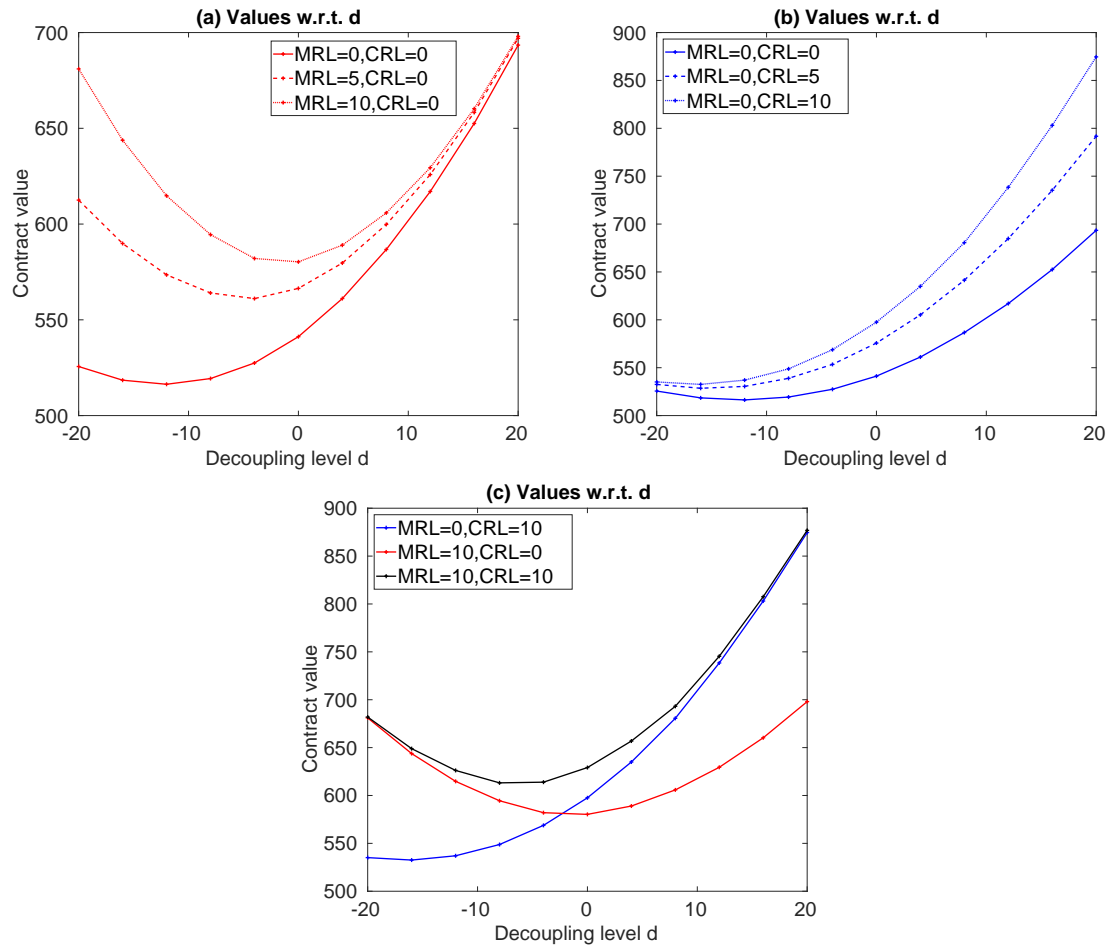 (a) Values w.r.t. d
700
650
600
550
500
Contract value
MRL=0,CRL=0
MRL=5,CRL=0
MRL=10,CRL=0
-20 -10 0 10 20
Decoupling level d
(b) Values w.r.t. d
900
850
800
750
700
650
600
550
500
Contract value
MRL=0,CRL=0
MRL=0,CRL=5
MRL=0,CRL=10
-20 -10 0 10 20
Decoupling level d
(c) Values w.r.t. d
900
850
800
750
700
650
600
550
500
Contract value
MRL=0,CRL=10
MRL=10,CRL=0
MRL=10,CRL=10
-20 -10 0 10 20
Decoupling level d